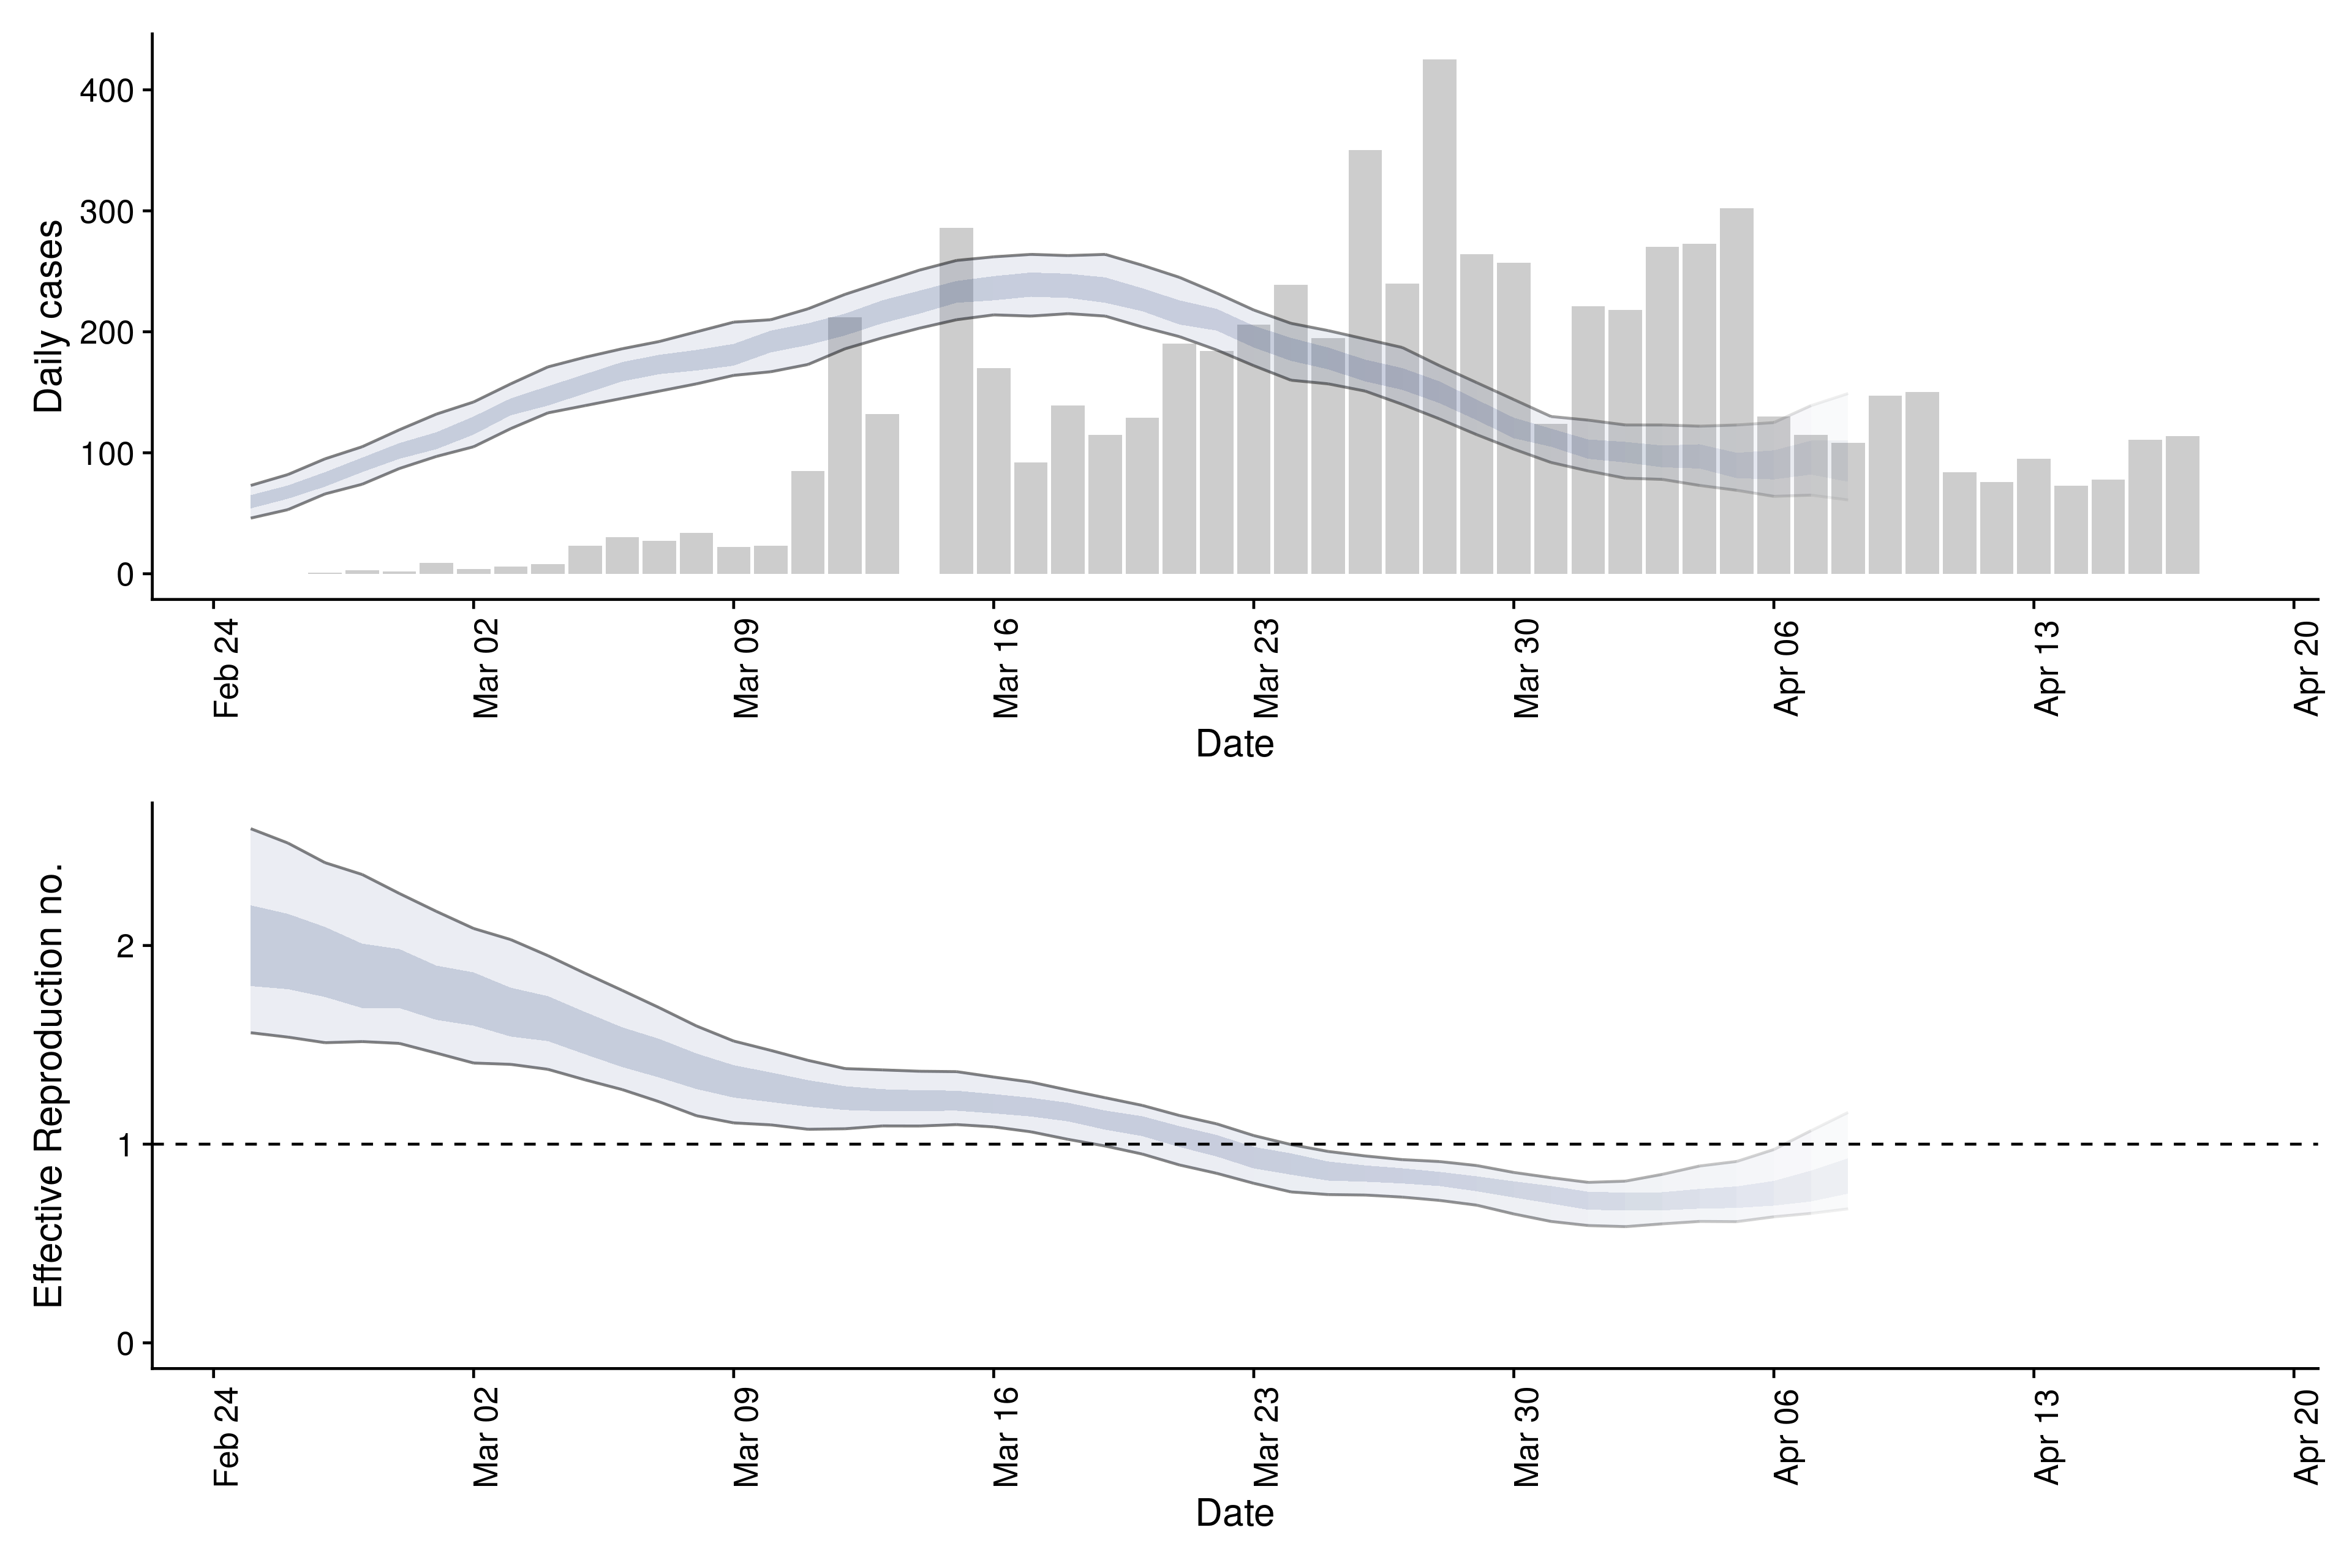 Daily cases
400
300
200
100
0
Feb 24
Mar 02
Mar 09
Mar 16
Mar 23
Mar 30
Apr 06
Apr 13
Apr 20
Date
Effective Reproduction no.
2
1
0
Feb 24
Mar 02
Mar 09
Mar 16
Mar 23
Mar 30
Apr 06
Apr 13
Apr 20
Date